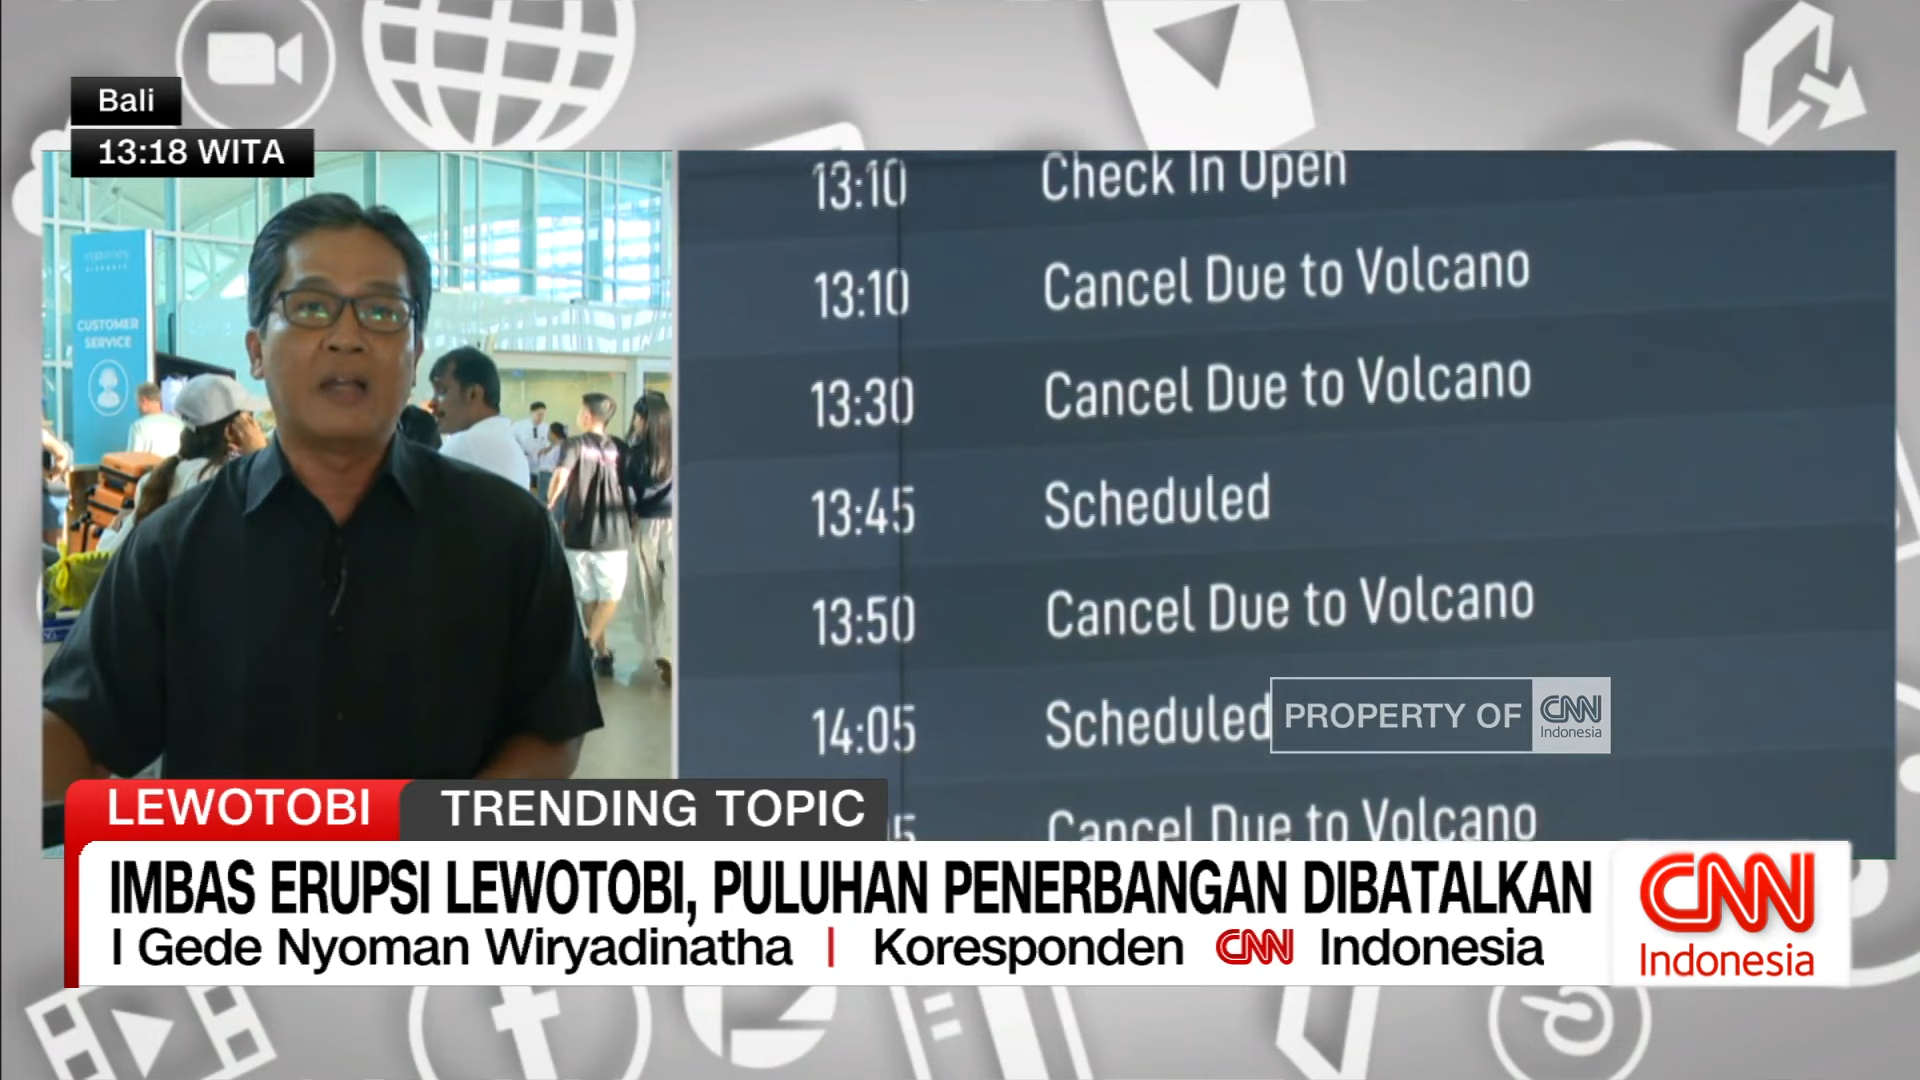 Bali
13:18 WITA
CUSTOMER
SERVICE
13:10 Check In Open
13:10 Cancel Due to Volcano
13:30 Cancel Due to Volcano
13:45 Scheduled
13:50 Cancel Due to Volcano
14:05 Scheduled
PROPERTY OF CNN Indonesia
5 Cancel Due to Volcano
LEWOTOBI TRENDING TOPIC
IMBAS ERUPSI LEWOTOBI, PULUHAN PENERBANGAN DIBATALKAN
I Gede Nyoman Wiryadinatha | Koresponden CNN Indonesia
CNN
Indonesia